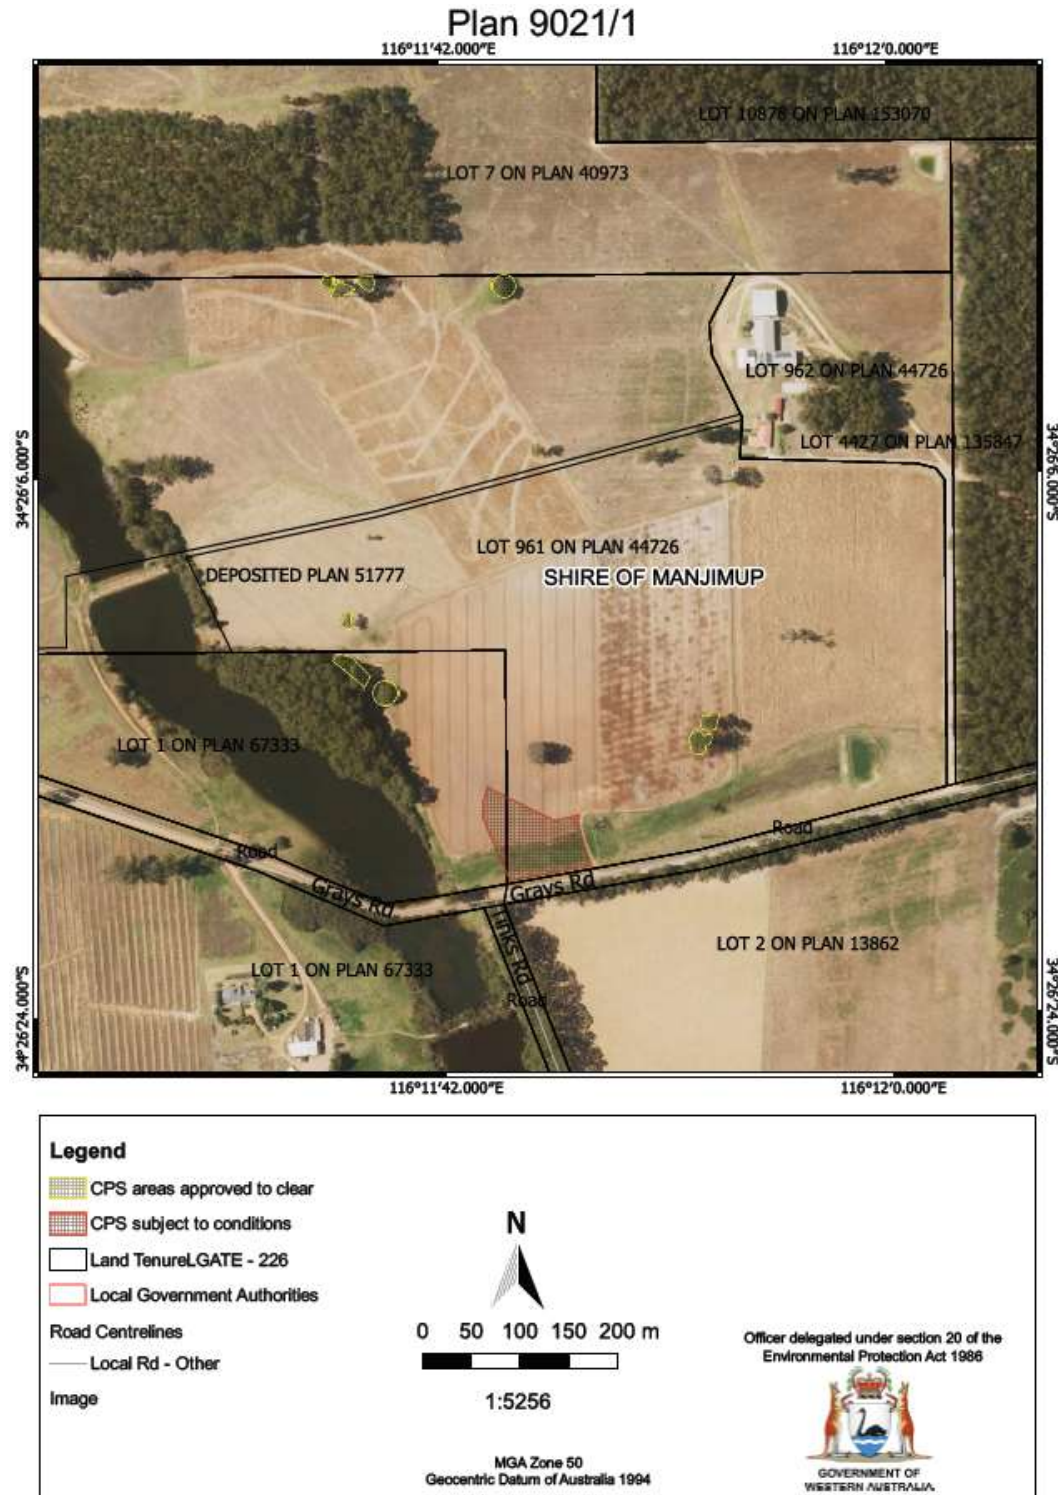 Plan 9021/1
116°11'42.000"E
116°12'0.000"E
LOT 10878 ON PLAN 153070
LOT 7 ON PLAN 40973
LOT 962 ON PLAN 44726
LOT 4427 ON PLAN 135847
34°26'6.000"S
34°26'6.000"S
LOT 961 ON PLAN 44726
DEPOSITED PLAN 51777
SHIRE OF MANJIMUP
LOT 1 ON PLAN 67333
Road
Road
Grays Rd
Grays Rd
Links Rd
Road
LOT 2 ON PLAN 13862
LOT 1 ON PLAN 67333
34°26'24.000"S
34°26'24.000"S
116°11'42.000"E
116°12'0.000"E
Legend
CPS areas approved to clear
CPS subject to conditions
Land TenureLGATE - 226
Local Government Authorities
Road Centrelines
Local Rd - Other
Image
N
0 50 100 150 200 m
1:5256
MGA Zone 50
Geocentric Datum of Australia 1994
Officer delegated under section 20 of the
Environmental Protection Act 1986
GOVERNMENT OF
WESTERN AUSTRALIA